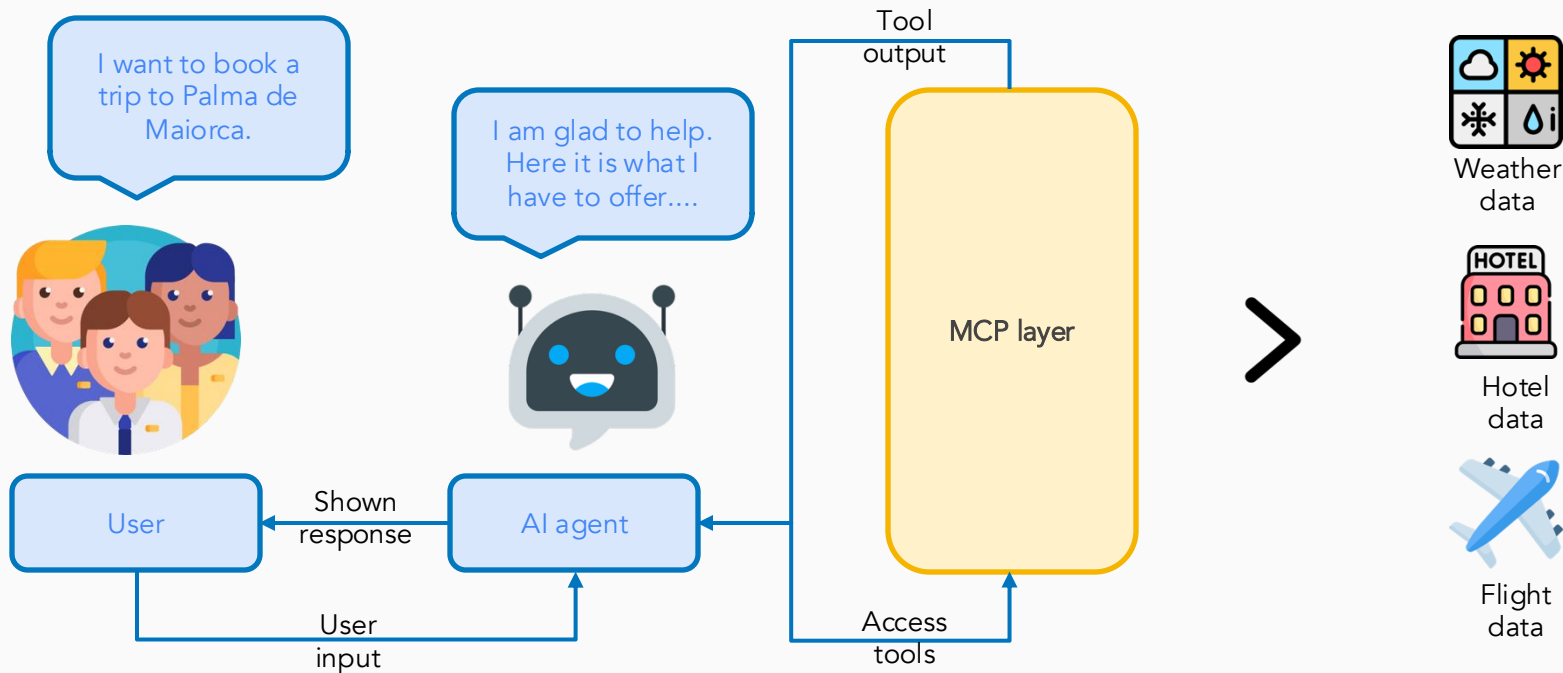 I want to book a
trip to Palma de
Maiorca.
I am glad to help.
Here it is what I
have to offer....
Tool
output
MCP layer
HOTEL
Weather
data
Hotel
data
Flight
data
User
Shown
response
AI agent
User
input
Access
tools
i